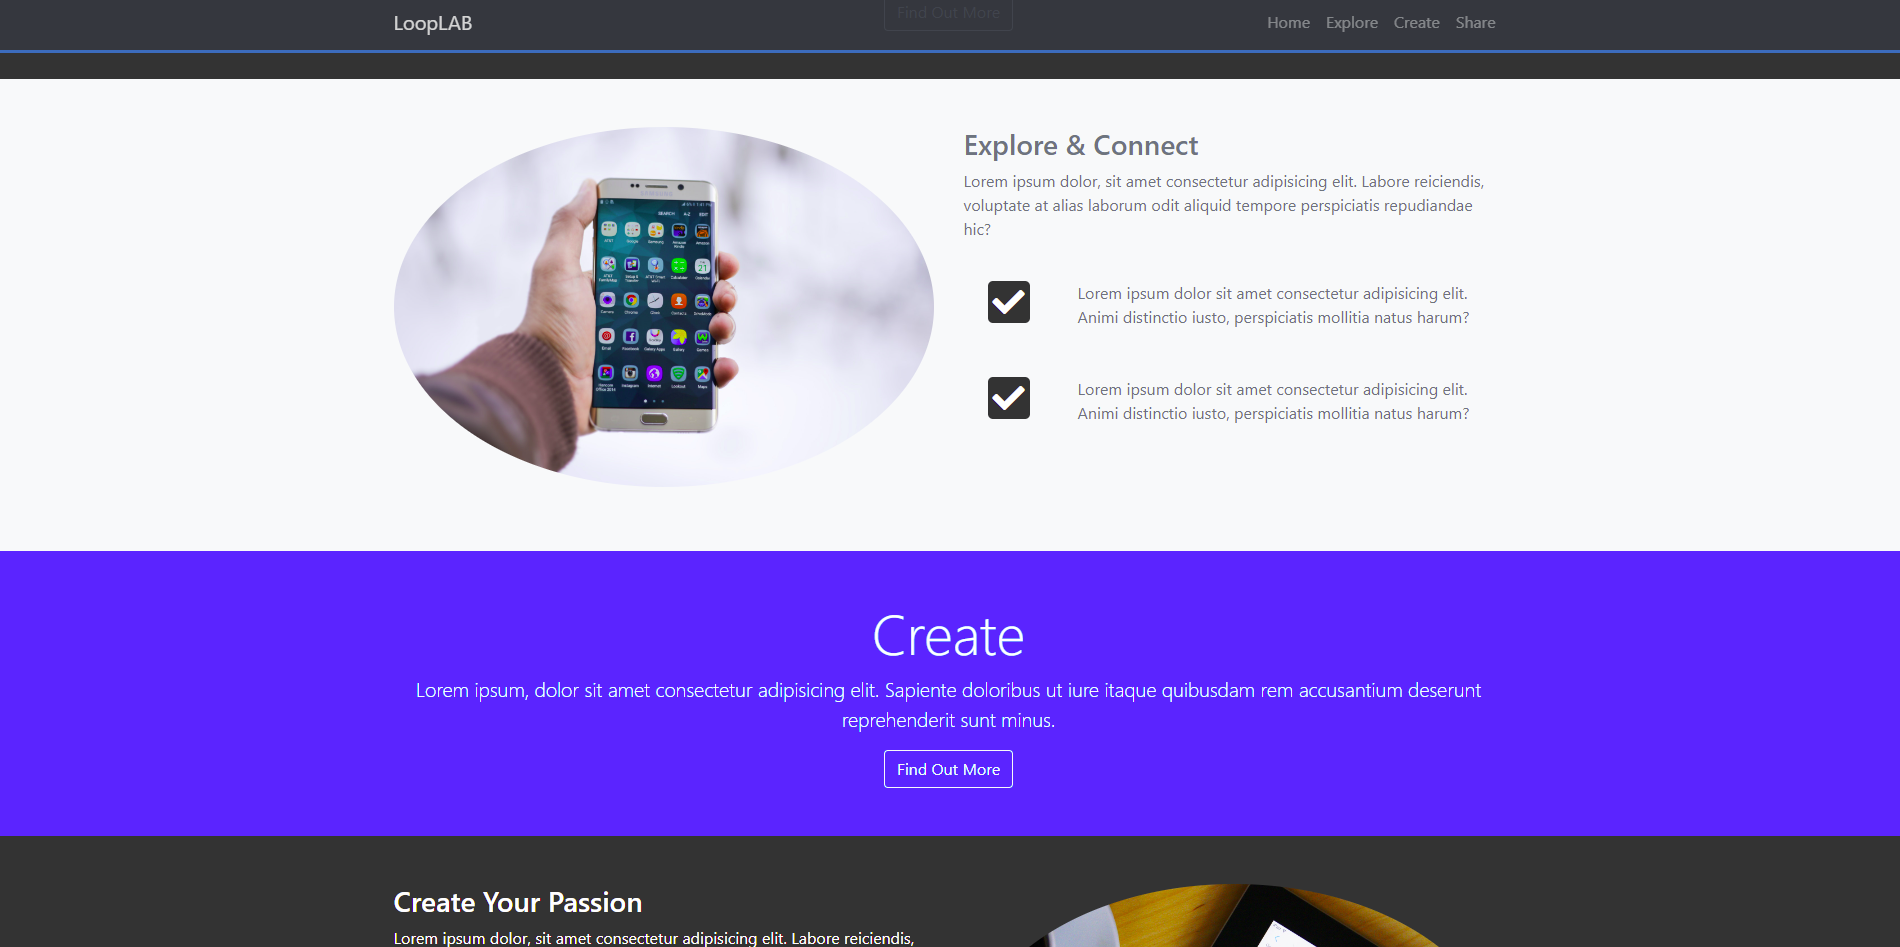 LoopLAB
Find Out More
Home Explore Create Share
Explore & Connect
Lorem ipsum dolor, sit amet consectetur adipisicing elit. Labore reiciendis,
voluptate at alias laborum odit aliquid tempore perspiciatis repudiandae
hic?
Lorem ipsum dolor sit amet consectetur adipisicing elit.
Animi distinctio iusto, perspiciatis mollitia natus harum?
Lorem ipsum dolor sit amet consectetur adipisicing elit.
Animi distinctio iusto, perspiciatis mollitia natus harum?
SEARCH A-Z EDIT
Create
Lorem ipsum, dolor sit amet consectetur adipisicing elit. Sapiente doloribus ut iure itaque quibusdam rem accusantium deserunt
reprehenderit sunt minus.
Find Out More
Create Your Passion
Lorem ipsum dolor, sit amet consectetur adipisicing elit. Labore reiciendis,